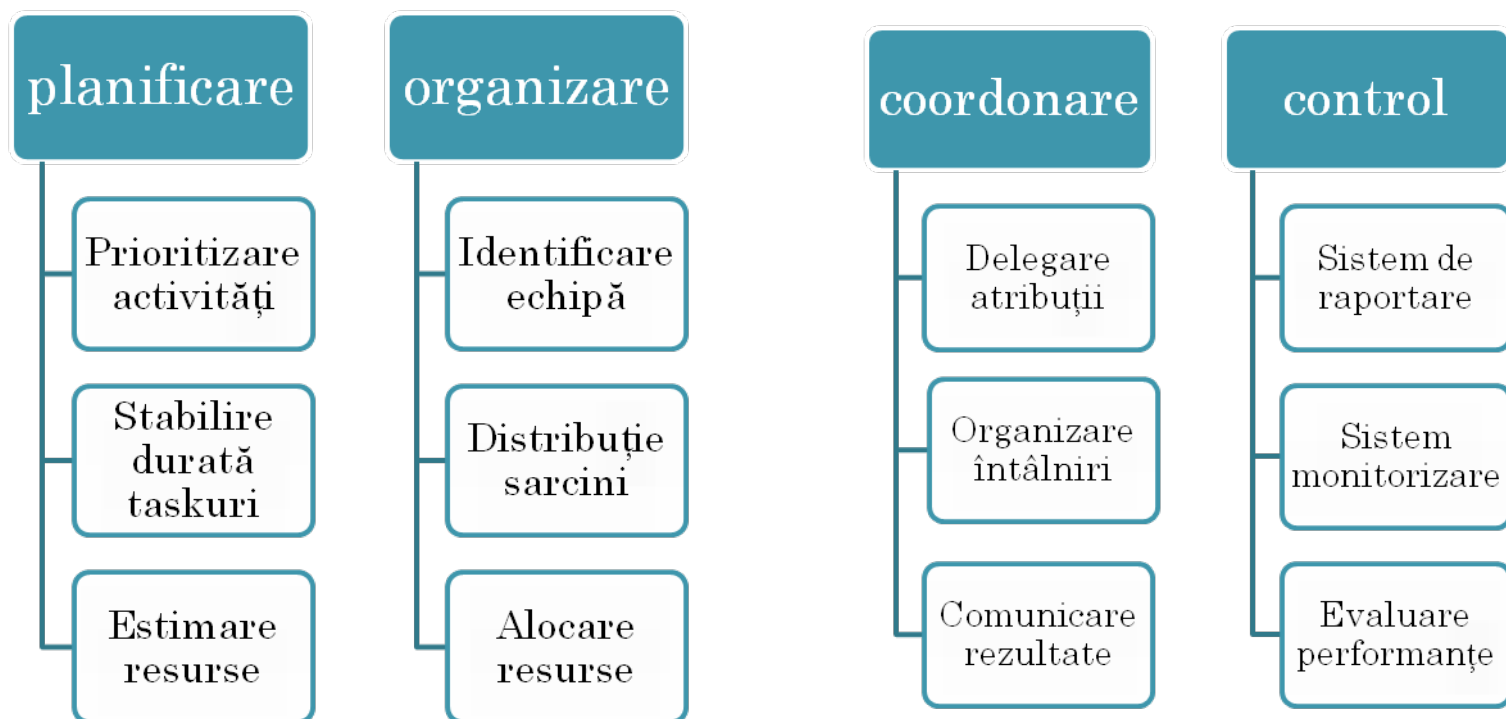 planificare
Prioritizare
activități
Stabilire
durată
taskuri
Estimare
resurse
organizare
Identificare
echipă
Distribuție
sarcini
Alocare
resurse
coordonare
Delegare
atribuții
Organizare
întâlniri
Comunicare
rezultate
control
Sistem de
raportare
Sistem
monitorizare
Evaluare
performanțe